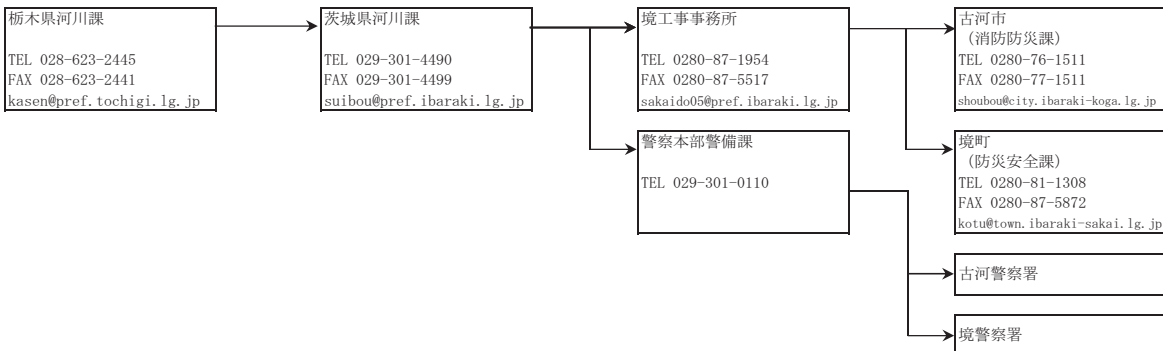 栃木県河川課
TEL 028-623-2445
FAX 028-623-2441
kasen@pref.tochigi.lg.jp
茨城県河川課
TEL 029-301-4490
FAX 029-301-4499
suibou@pref.ibaraki.lg.jp
境工事事務所
TEL 0280-87-1954
FAX 0280-87-5517
sakaido05@pref.ibaraki.lg.jp
警察本部警備課
TEL 029-301-0110
古河市
（消防防災課）
TEL 0280-76-1511
FAX 0280-77-1511
shoubou@city.ibaraki-koga.lg.jp
境町
（防災安全課）
TEL 0280-81-1308
FAX 0280-87-5872
kotu@town.ibaraki-sakai.lg.jp
古河警察署
境警察署